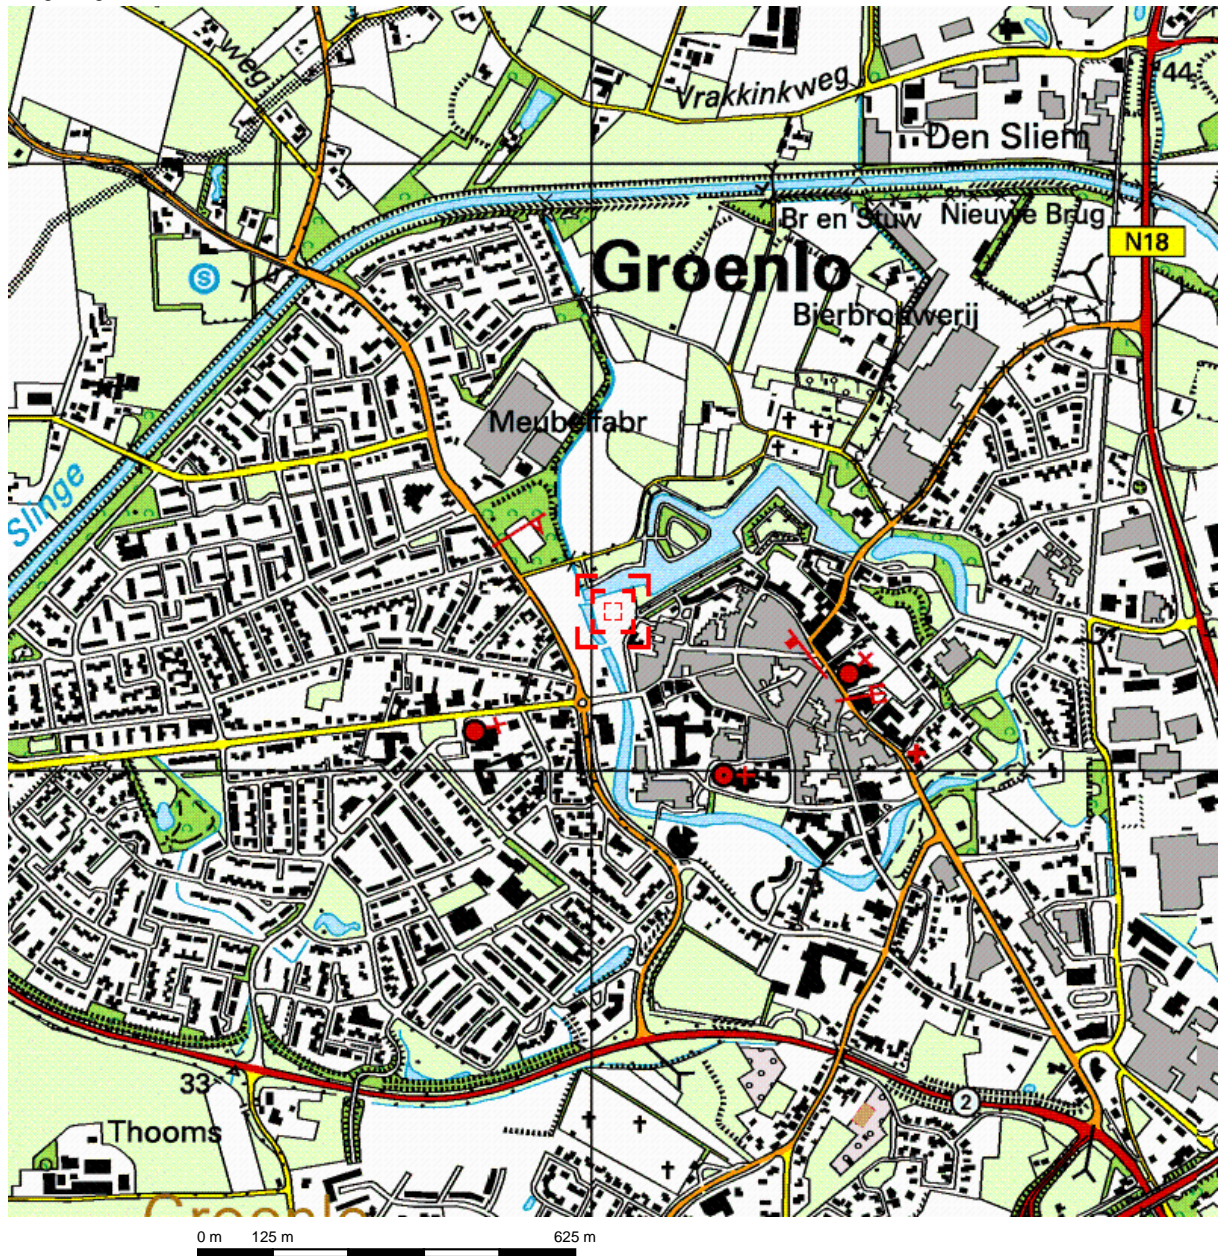 weg
Vrakkinkweg
44
Den Sliem
Br en Stuw
Nieuwe Brug
N18
Groenlo
S
Bierbrouwerij
Meubelfabr
Slinge
33
2
Thooms
Groenlo
0 m
125 m
625 m